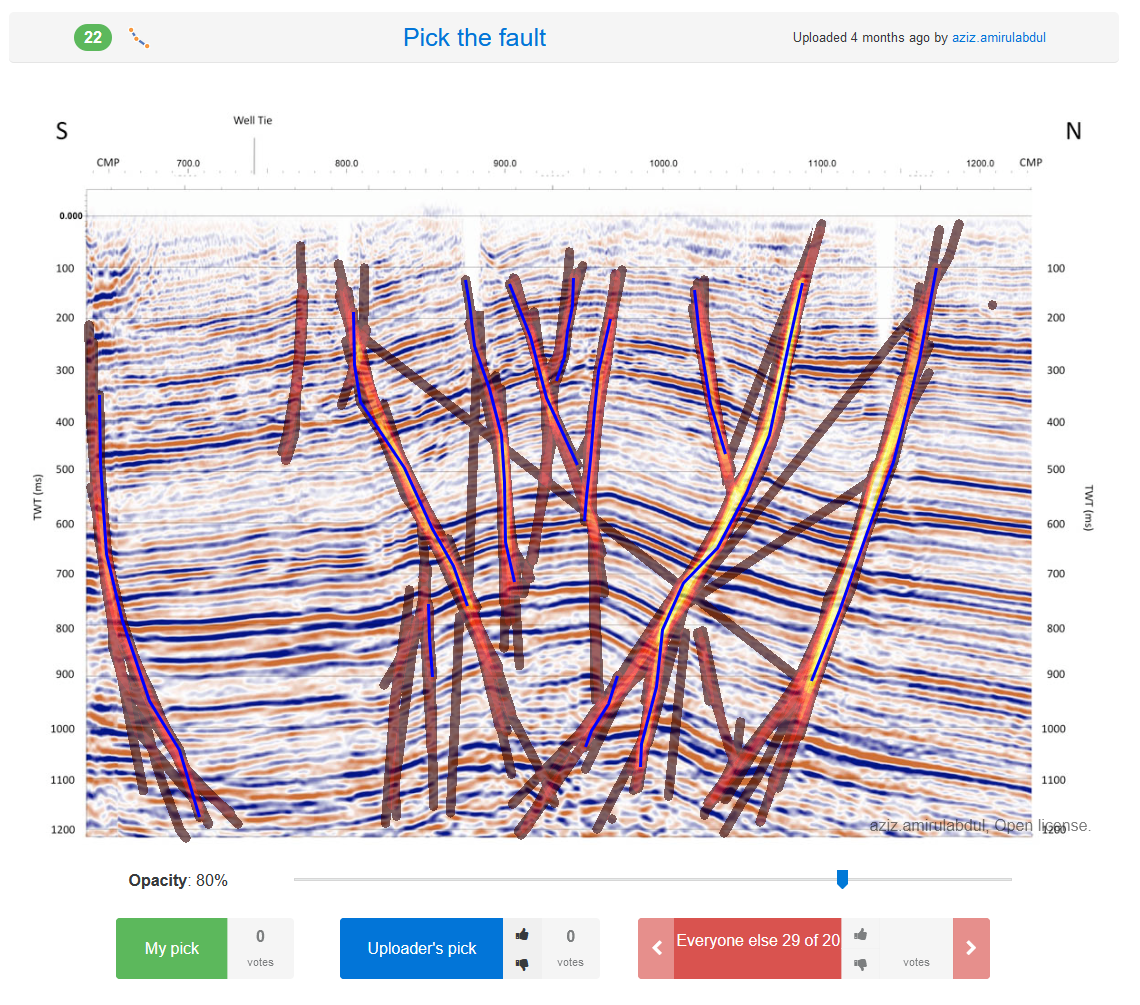 22 Pick the fault Uploaded 4 months ago by aziz.amirulabdul
Well Tie
S N
CMP 700.0 800.0 900.0 1000.0 1100.0 1200.0 CMP
0.000
100 100
200 200
300 300
400 400
500 500
TWT (ms) TWT (ms)
600 600
700 700
800 800
900 900
1000 1000
1100 1100
1200 1200
aziz.amirulabdul, Open license.
Opacity: 80%
My pick 0 votes
Uploader's pick 0 votes
Everyone else 29 of 20 votes